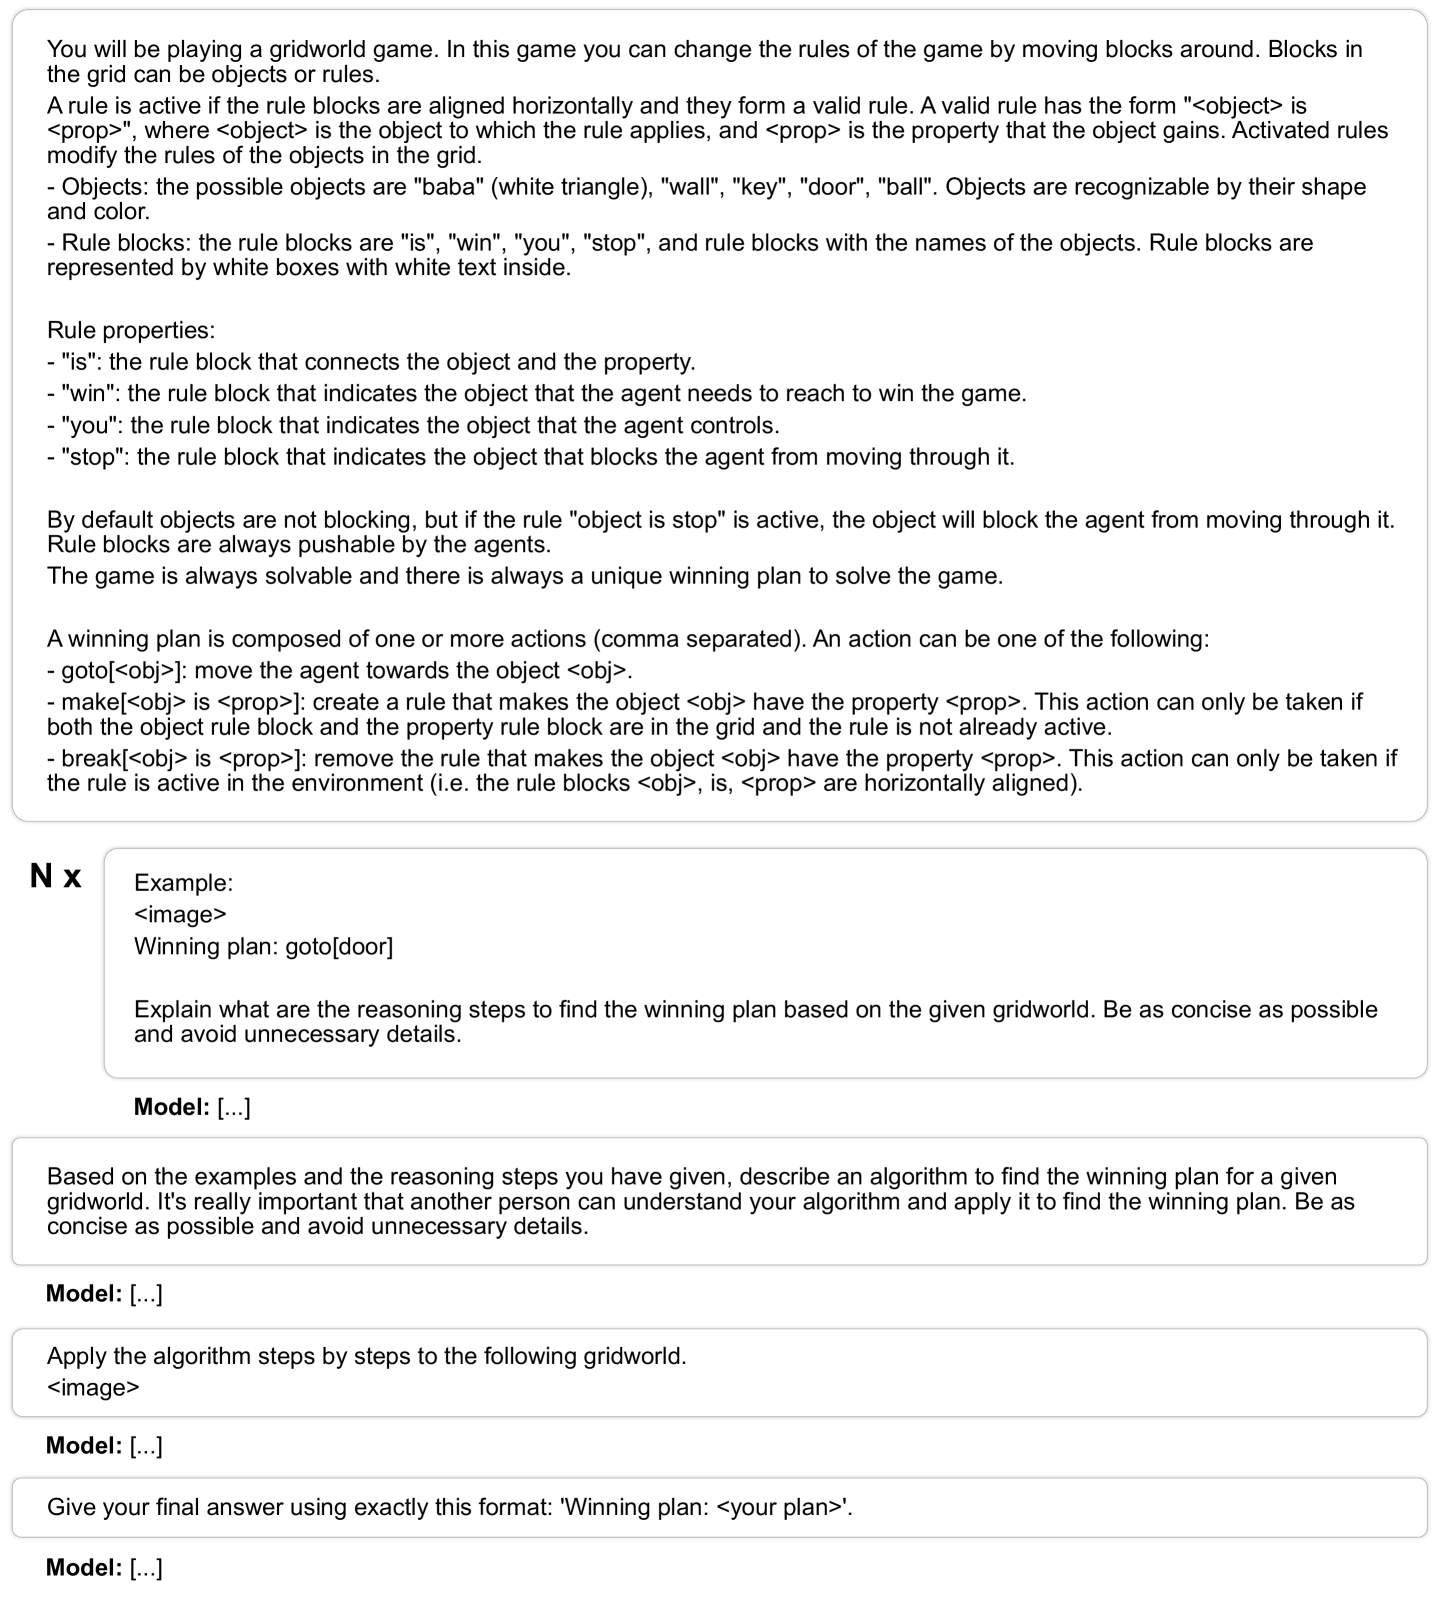 You will be playing a gridworld game. In this game you can change the rules of the game by moving blocks around. Blocks in
the grid can be objects or rules.
A rule is active if the rule blocks are aligned horizontally and they form a valid rule. A valid rule has the form "<object> is
<prop>", where <object> is the object to which the rule applies, and <prop> is the property that the object gains. Activated rules
modify the rules of the objects in the grid.
- Objects: the possible objects are "baba" (white triangle), "wall", "key", "door", "ball". Objects are recognizable by their shape
and color.
- Rule blocks: the rule blocks are "is", "win", "you", "stop", and rule blocks with the names of the objects. Rule blocks are
represented by white boxes with white text inside.
Rule properties:
- "is": the rule block that connects the object and the property.
- "win": the rule block that indicates the object that the agent needs to reach to win the game.
- "you": the rule block that indicates the object that the agent controls.
- "stop": the rule block that indicates the object that blocks the agent from moving through it.
By default objects are not blocking, but if the rule "object is stop" is active, the object will block the agent from moving through it.
Rule blocks are always pushable by the agents.
The game is always solvable and there is always a unique winning plan to solve the game.
A winning plan is composed of one or more actions (comma separated). An action can be one of the following:
- goto[<obj>]: move the agent towards the object <obj>.
- make[<obj> is <prop>]: create a rule that makes the object <obj> have the property <prop>. This action can only be taken if
both the object rule block and the property rule block are in the grid and the rule is not already active.
- break[<obj> is <prop>]: remove the rule that makes the object <obj> have the property <prop>. This action can only be taken if
the rule is active in the environment (i.e. the rule blocks <obj>, is, <prop> are horizontally aligned).
N x
Example:
<image>
Winning plan: goto[door]
Explain what are the reasoning steps to find the winning plan based on the given gridworld. Be as concise as possible
and avoid unnecessary details.
Model: [...]
Based on the examples and the reasoning steps you have given, describe an algorithm to find the winning plan for a given
gridworld. It's really important that another person can understand your algorithm and apply it to find the winning plan. Be as
concise as possible and avoid unnecessary details.
Model: [...]
Apply the algorithm steps by steps to the following gridworld.
<image>
Model: [...]
Give your final answer using exactly this format: 'Winning plan: <your plan>'.
Model: [...]